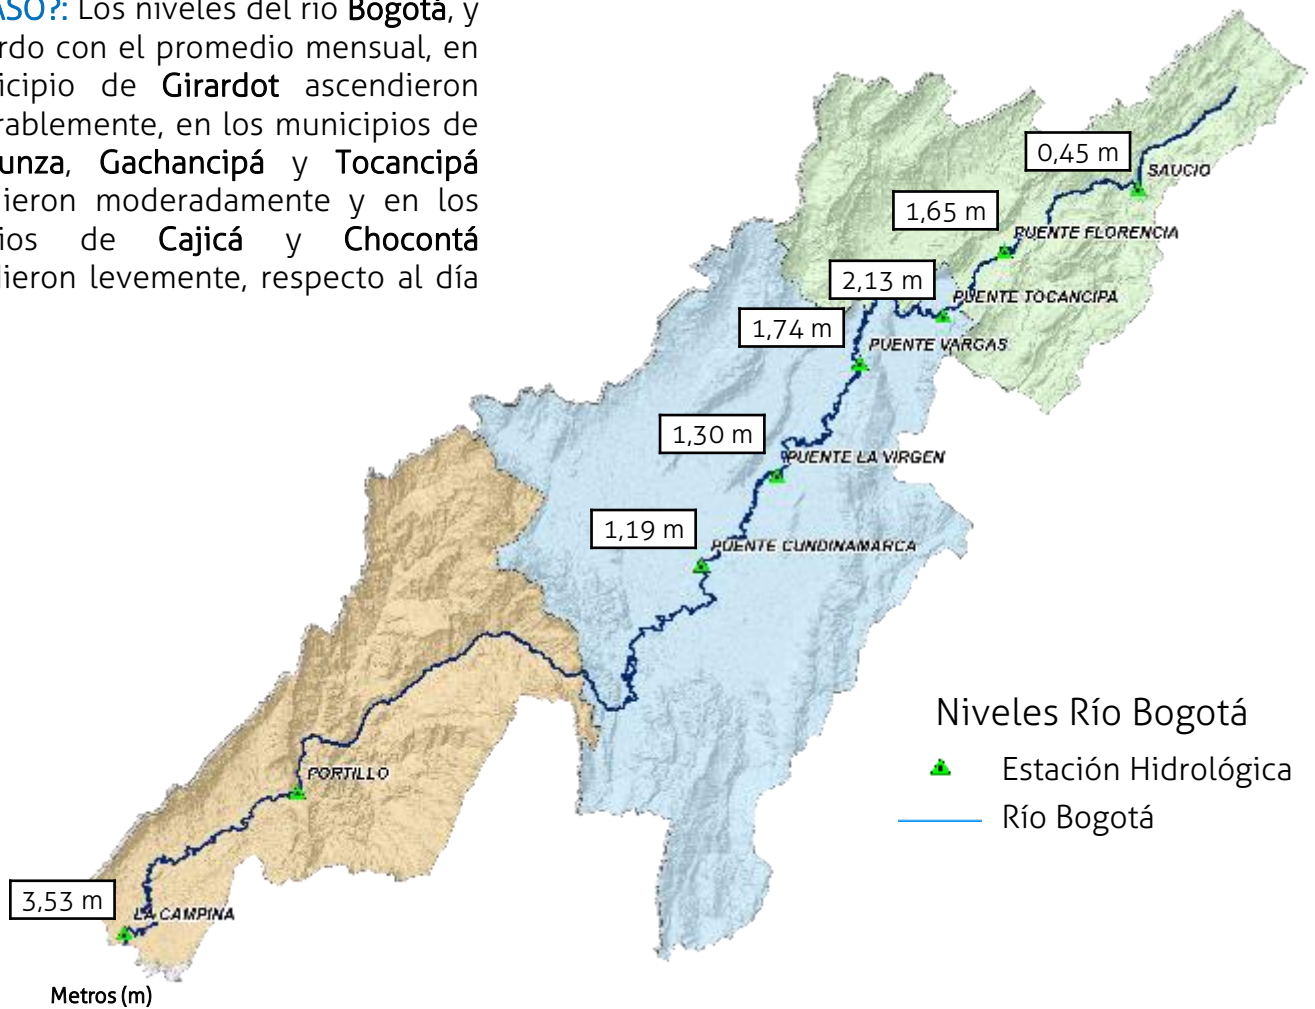 ASO?: Los niveles del río Bogotá, y
rdo con el promedio mensual, en
icipio de Girardot ascendieron
rablemente, en los municipios de
unza, Gachancipá y Tocancipá
dieron moderadamente y en los
ios de Cajicá y Chocontá
dieron levemente, respecto al día
0,45 m
SAUCIO
1,65 m
PUENTE FLORENCIA
2,13 m
PUENTE TOCANCIPA
1,74 m
PUENTE VARGAS
1,30 m
PUENTE LA VIRGEN
1,19 m
PUENTE CUNDINAMARCA
Niveles Río Bogotá
Estación Hidrológica
Río Bogotá
PORTILLO
3,53 m
LA CAMPINA
Metros (m)